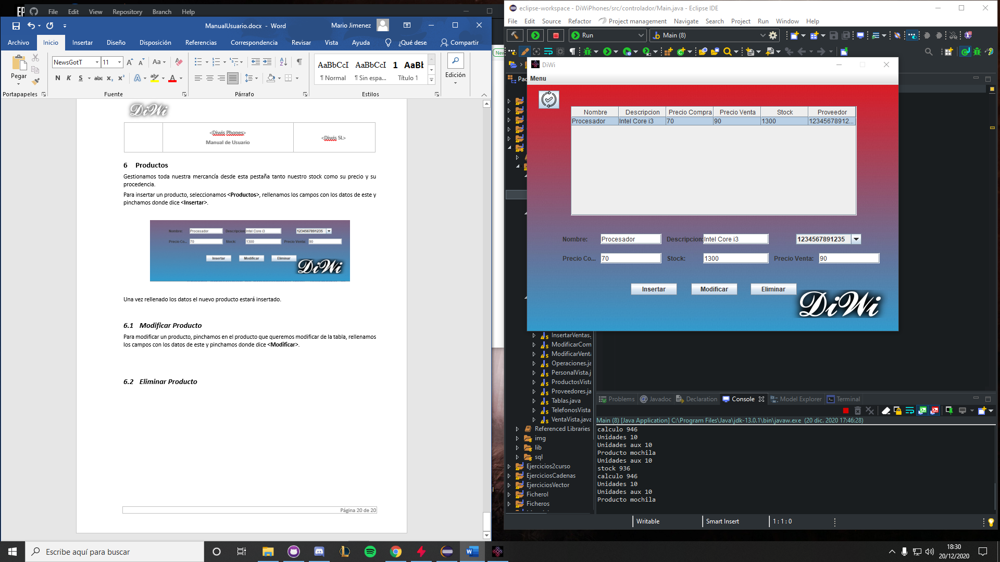 File Edit View Repository Branch Help
ManualUsuario.docx - Word
Mario Jimenez
Archivo Inicio Insertar Diseño Disposición Referencias Correspondencia Revisar Vista Ayuda ¿Qué dese Compartir
Pegar
NewsGotT 11
N K S abc
AaBbCcI AaBbCcI 1 AaBb
¶ Normal ¶ Sin espa... Título 1
Edición
Portapapeles Fuente Párrafo Estilos
DiWi
<Diwis Phones>
Manual de Usuario
<Diwis SL>
6 Productos
Gestionamos toda nuestra mercancía desde esta pestaña tanto nuestro stock como su precio y su
procedencia.
Para insertar un producto, seleccionamos <Productos>, rellenamos los campos con los datos de este y
pinchamos donde dice <Insertar>.
Nombre: Procesador Descripcion: Intel Core i3 1234567891235
Precio Co... 70 Stock: 1300 Precio Venta: 90
Insertar Modificar Eliminar
DiWi
Una vez rellenado los datos el nuevo producto estará insertado.
6.1 Modificar Producto
Para modificar un producto, pinchamos en el producto que queremos modificar de la tabla, rellenamos
los campos con los datos de este y pinchamos donde dice <Modificar>.
6.2 Eliminar Producto
Página 20 de 20
New
eclipse-workspace - DiWiPhones/src/controlador/Main.java - Eclipse IDE
File Edit Source Refactor Project management Navigate Search Project Run Window Help
Run
Main (8)
Pac
DiWi
Menu
Nombre Descripcion Precio Compra Precio Venta Stock Proveedor
Procesador Intel Core i3 70 90 1300 12345678912...
Nombre: Procesador Descripcion: Intel Core i3 1234567891235
Precio Co... 70 Stock: 1300 Precio Venta: 90
Insertar Modificar Eliminar
DiWi
InsertarVentas.
ModificarCom
ModificarVenta
Operaciones.ja
PersonalVista.j
ProductosVista
Proveedores.ja
Tablas.java
TelefonosVista
VentaVista.java
Referenced Libraries
img
lib
sql
Ejercicios2curso
EjerciciosCadenas
EjerciciosVector
FicheroI
Ficheros
Problems Javadoc Declaration Console Model Explorer Terminal
Main (8) [Java Application] C:\Program Files\Java\jdk-13.0.1\bin\javaw.exe (20 dic. 2020 17:46:28)
calculo 946
Unidades 10
Unidades aux 10
Producto mochila
Unidades aux 10
stock 936
calculo 946
Unidades 10
Unidades aux 10
Producto mochila
Writable Smart Insert 1 : 1 : 0
Escribe aquí para buscar
18:30
20/12/2020